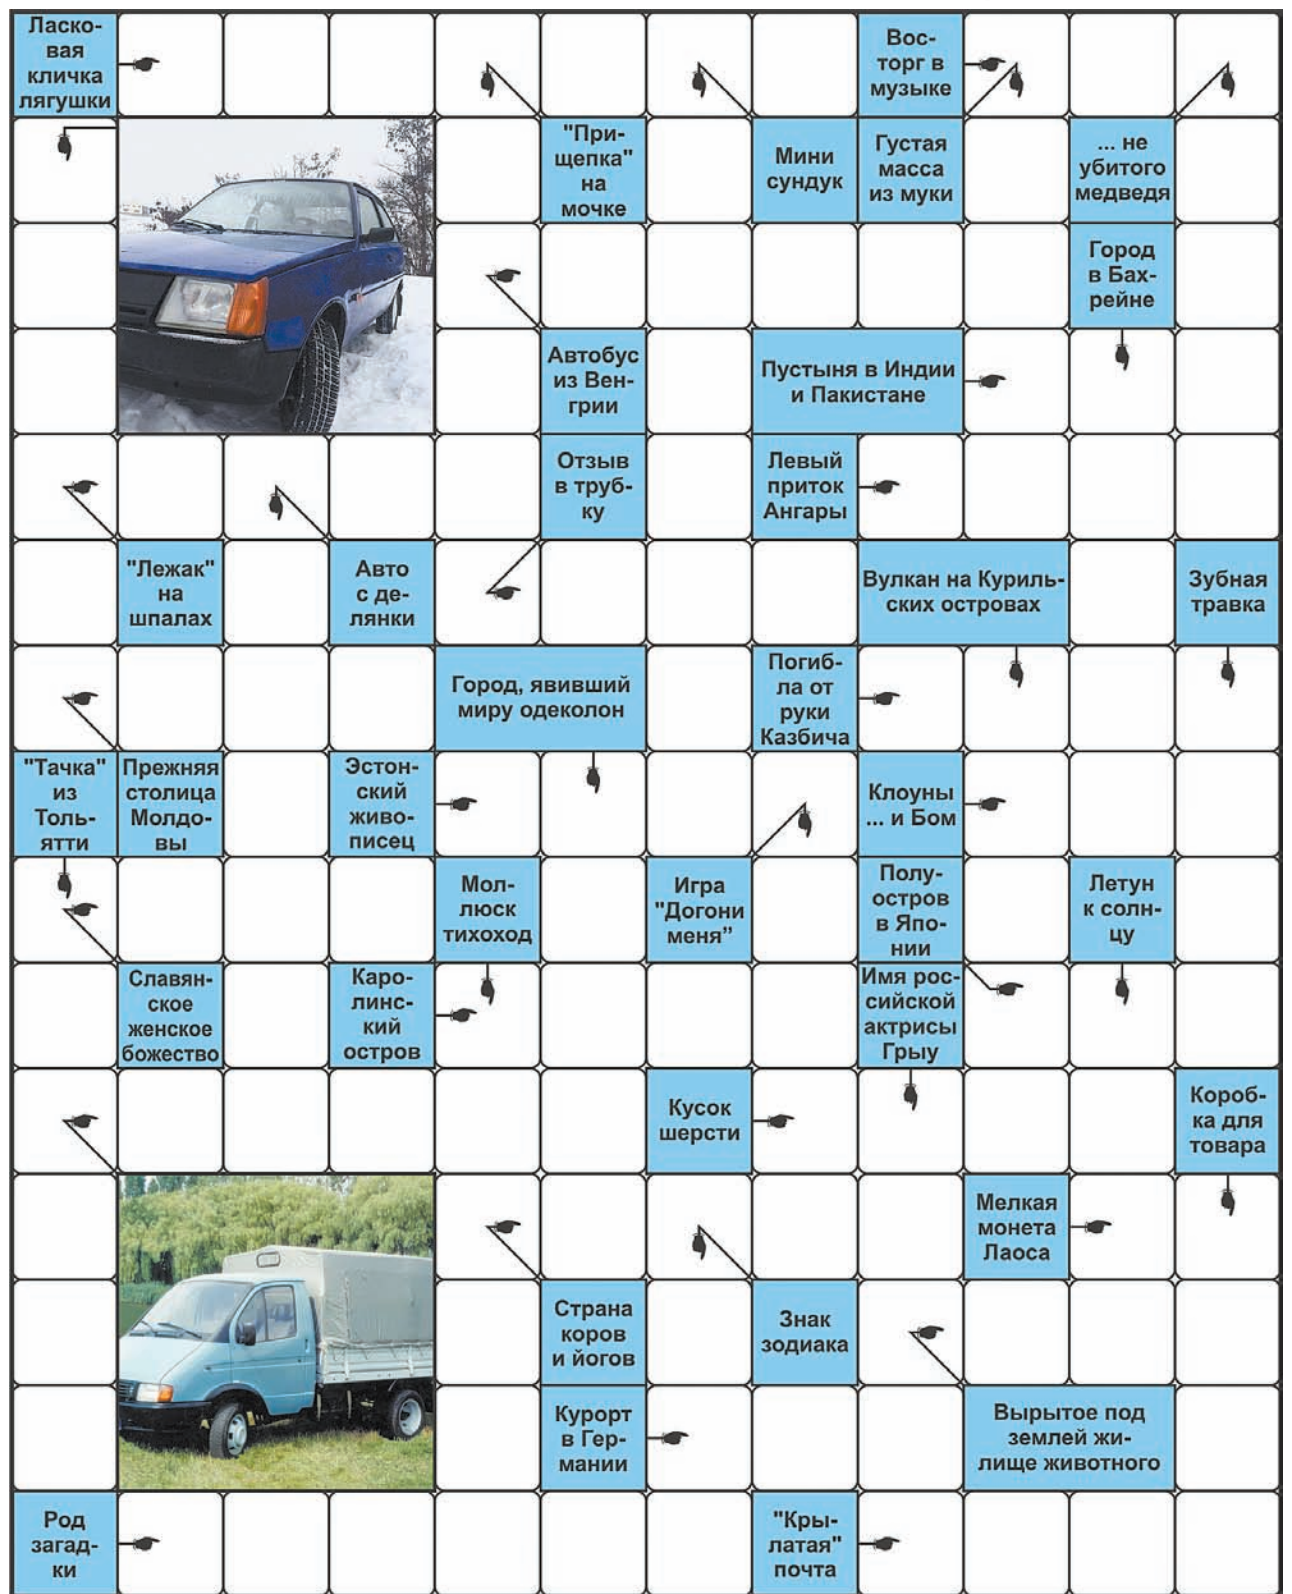 Ласко-
вая
кличка
лягушки
Вос-
торг в
музыке
"При-
щепка"
на
мочке
Мини
сундук
Густая
масса
из муки
... не
убитого
медведя
Город
в Бах-
рейне
Автобус
из Вен-
грии
Пустыня в Индии
и Пакистане
Отзыв
в труб-
ку
Левый
приток
Ангары
"Лежак"
на
шпалах
Авто
с де-
лянки
Вулкан на Куриль-
ских островах
Зубная
травка
Город, явивший
миру одеколон
Погиб-
ла от
руки
Казбича
"Тачка"
из
Толь-
ятти
Прежняя
столица
Молдо-
вы
Эстон-
ский
живо-
писец
Клоуны
... и Бом
Мол-
люск
тихоход
Игра
"Догони
меня"
Полу-
остров
в Япо-
нии
Летун
к солн-
цу
Славян-
ское
женское
божество
Каро-
линс-
кий
остров
Имя рос-
сийской
актрисы
Грыу
Кусок
шерсти
Короб-
ка для
товара
Мелкая
монета
Лаоса
Страна
коров
и йогов
Знак
зодиака
Курорт
в Гер-
мании
Вырытое под
землей жи-
лище животного
Род
загад-
ки
"Кры-
латая"
почта